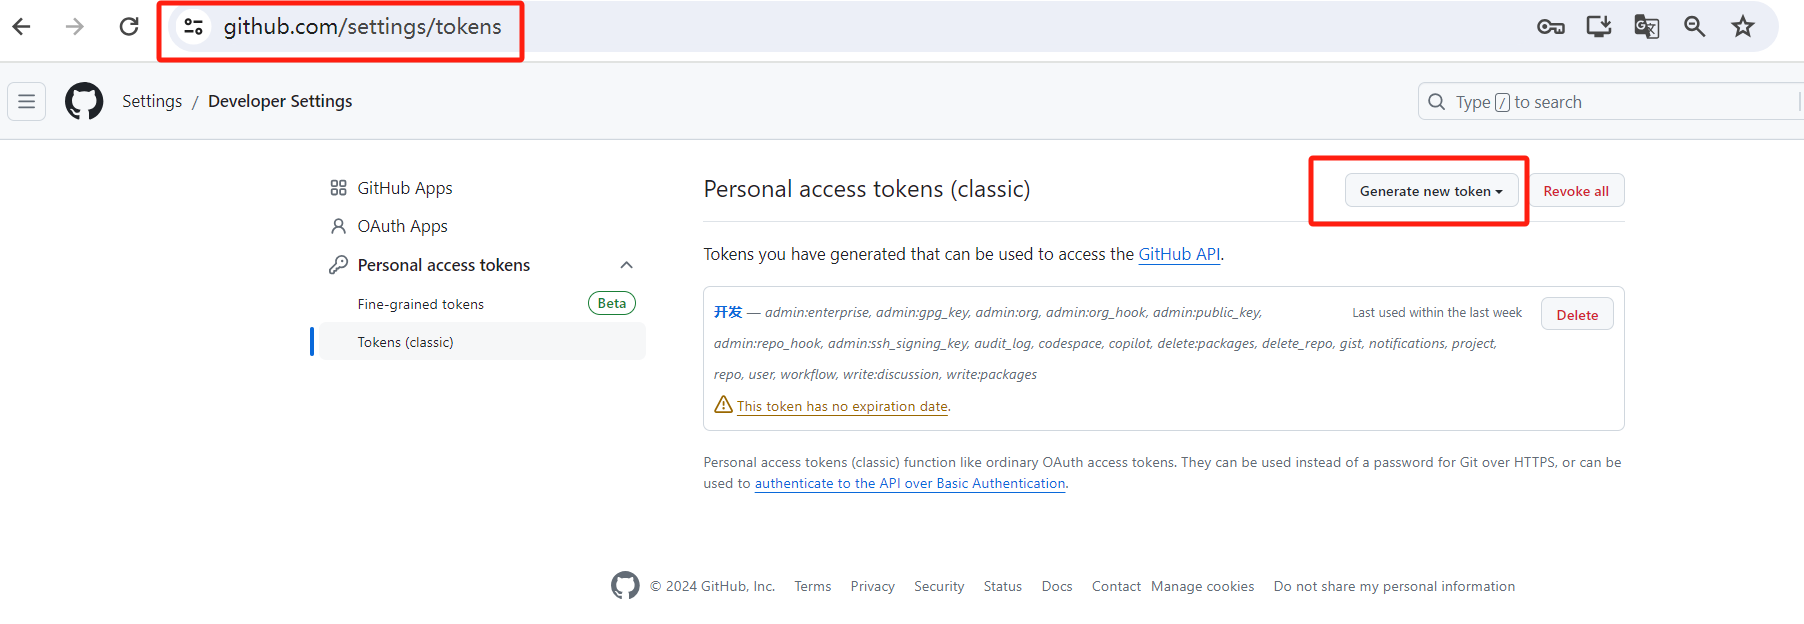 github.com/settings/tokens
Settings / Developer Settings
Type / to search
GitHub Apps
OAuth Apps
Personal access tokens
Fine-grained tokens Beta
Tokens (classic)
Personal access tokens (classic)
Generate new token
Revoke all
Tokens you have generated that can be used to access the GitHub API.
开发 — admin:enterprise, admin:gpg_key, admin:org, admin:org_hook, admin:public_key,
admin:repo_hook, admin:ssh_signing_key, audit_log, codespace, copilot, delete:packages, delete_repo, gist, notifications, project,
repo, user, workflow, write:discussion, write:packages
Last used within the last week
Delete
This token has no expiration date.
Personal access tokens (classic) function like ordinary OAuth access tokens. They can be used instead of a password for Git over HTTPS, or can be
used to authenticate to the API over Basic Authentication.
© 2024 GitHub, Inc. Terms Privacy Security Status Docs Contact Manage cookies Do not share my personal information